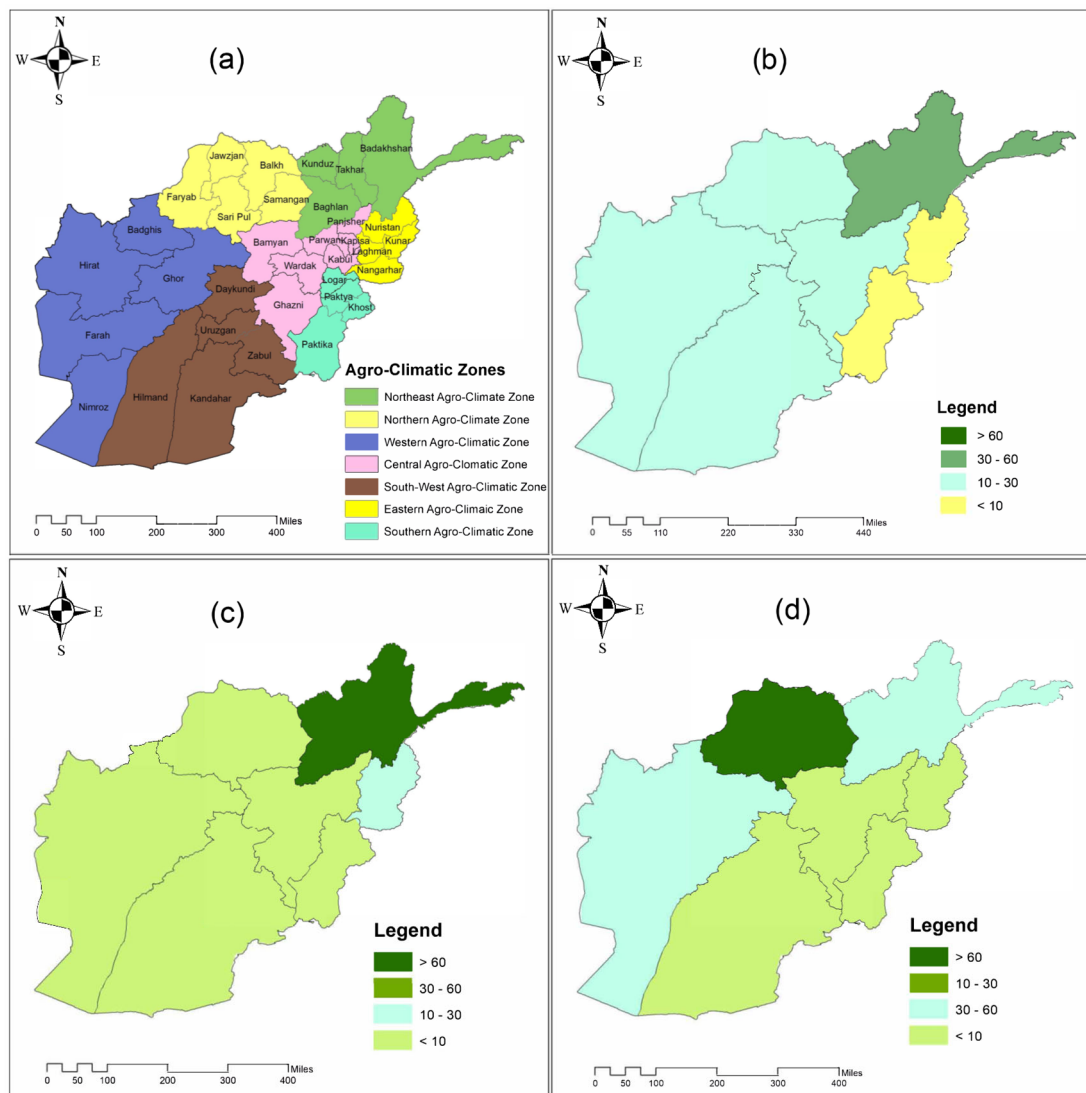 N
W E
S
(a)
Badakhshan
Jawzjan
Balkh
Kunduz
Takhar
Faryab
Samangan
Sari Pul
Baghlan
Panjsher
Nuristan
Badghis
Bamyan
Parwan
Kapisa
Kunar
Laghman
Hirat
Kabul
Ghor
Wardak
Nangarhar
Daykundi
Logar
Ghazni
Paktya
Khost
Farah
Uruzgan
Paktika
Zabul
Nimroz
Hilmand
Kandahar
Agro-Climatic Zones
Northeast Agro-Climate Zone
Northern Agro-Climate Zone
Western Agro-Climatic Zone
Central Agro-Clomatic Zone
South-West Agro-Climatic Zone
Eastern Agro-Climaic Zone
Southern Agro-Climatic Zone
0 50 100 200 300 400 Miles
N
W E
S
(b)
Legend
> 60
30 - 60
10 - 30
< 10
0 55 110 220 330 440 Miles
N
W E
S
(c)
Legend
> 60
30 - 60
10 - 30
< 10
0 50 100 200 300 400 Miles
N
W E
S
(d)
Legend
> 60
10 - 30
30 - 60
< 10
0 50 100 200 300 400 Miles